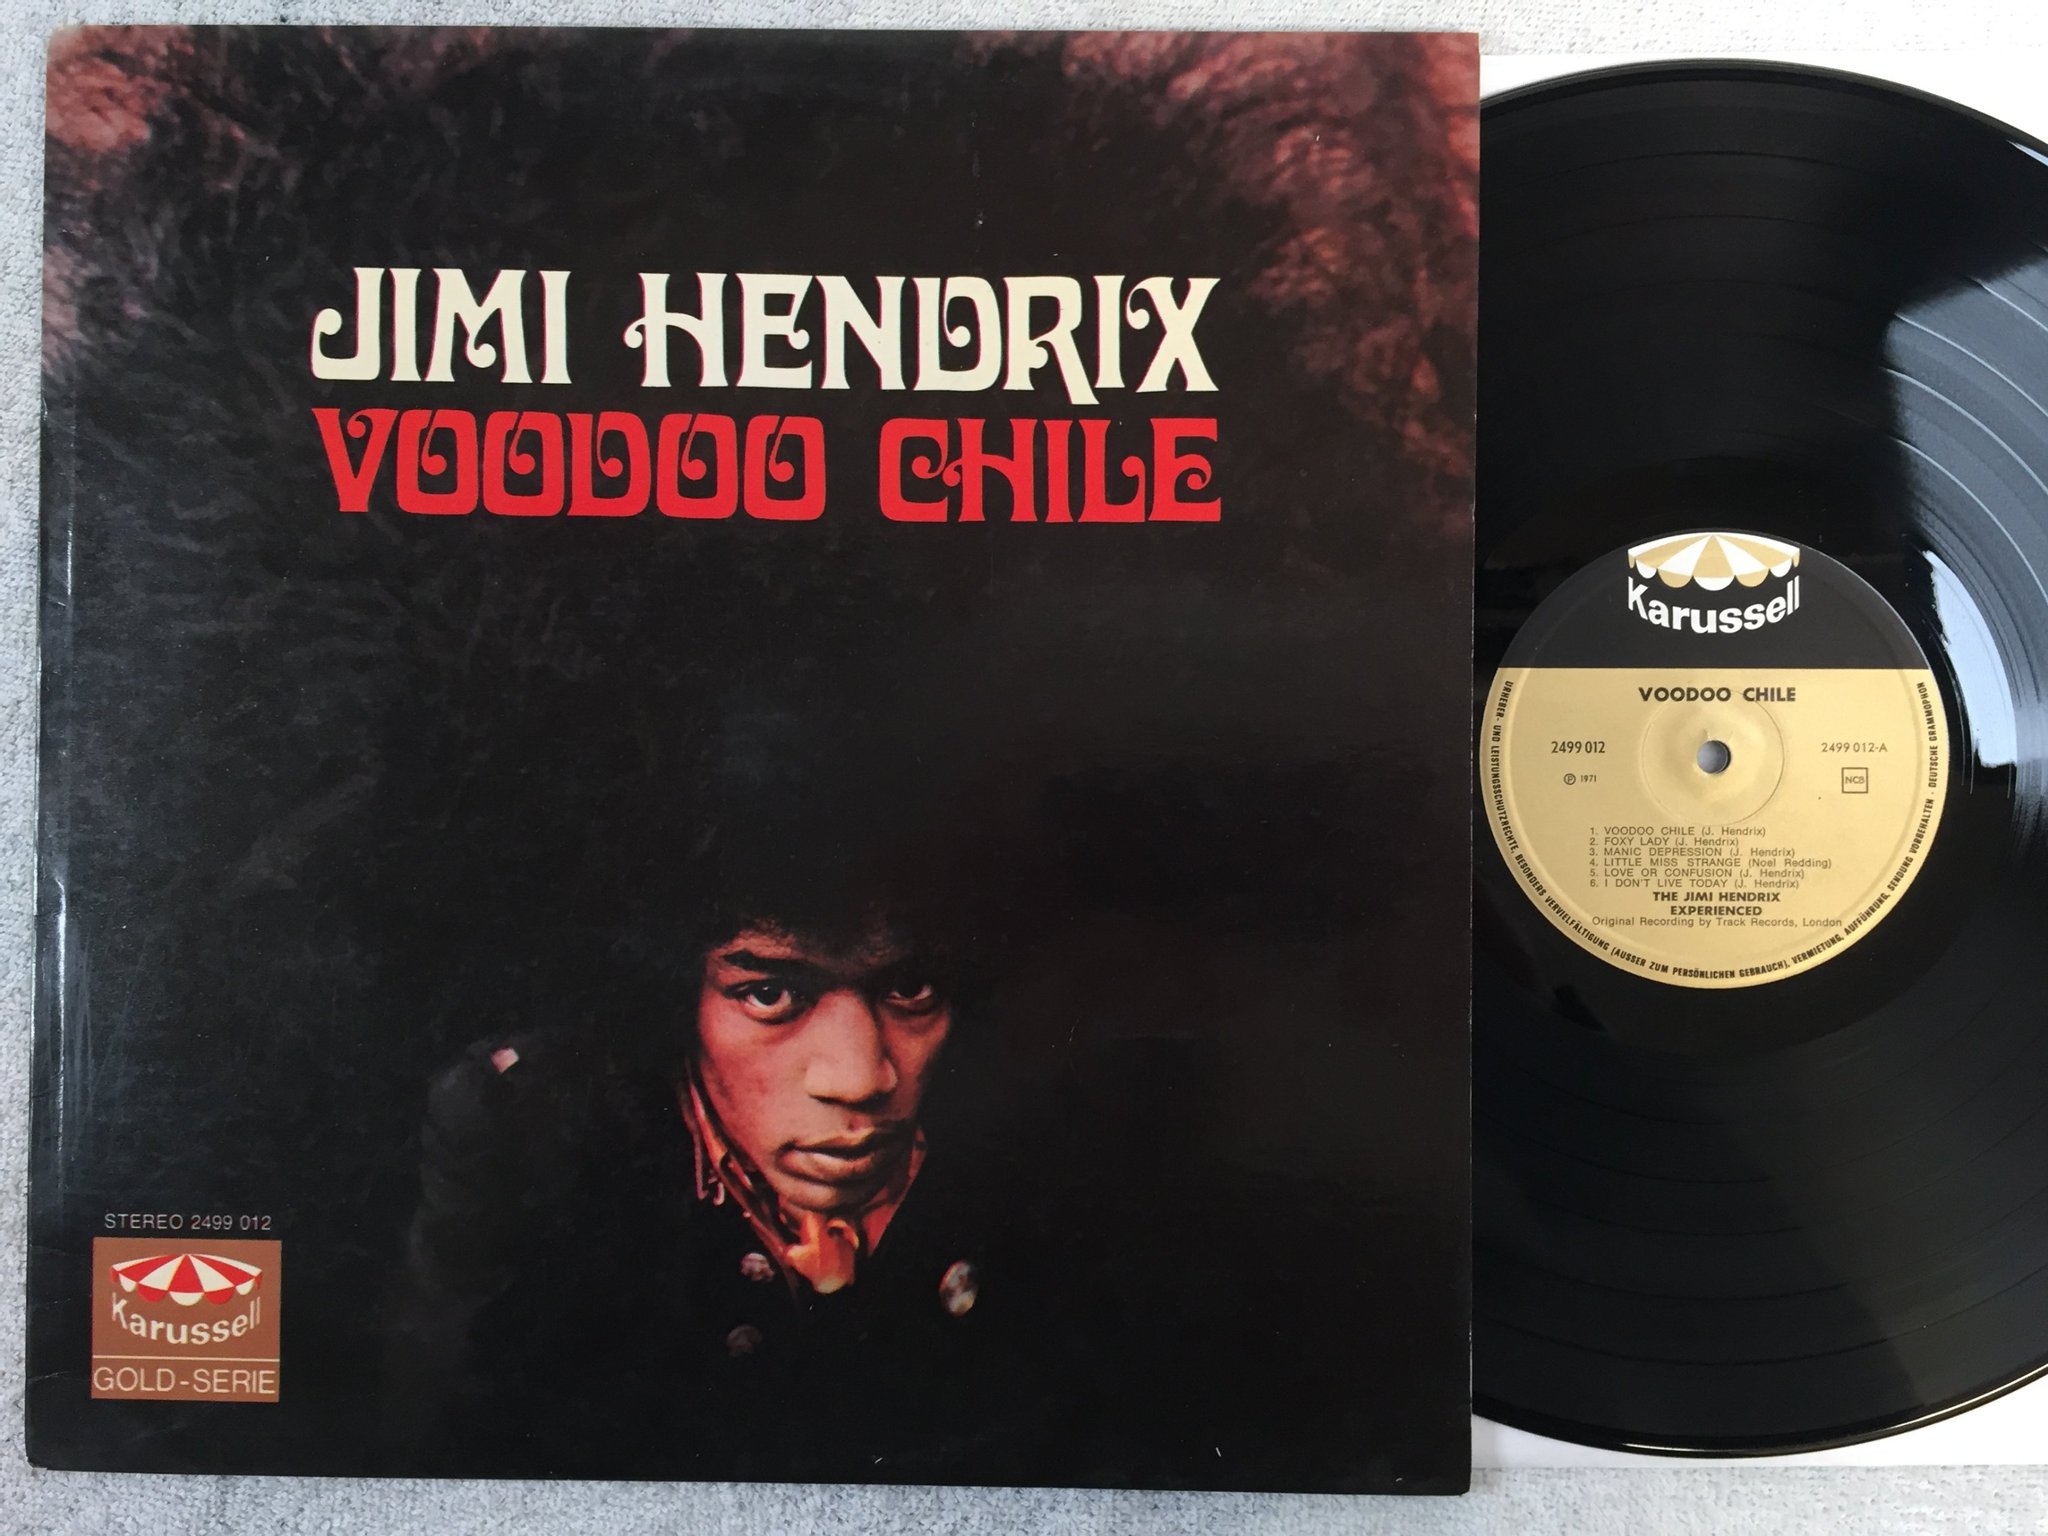 JIMI HENDRIX
VOODOO CHILE
STEREO 2499 012
Karussell
GOLD-SERIE
Karussell
VOODOO CHILE
2499 012
2499 012-A
℗ 1971
NCB
1. VOODOO CHILE (J. Hendrix)
2. FOXY LADY (J. Hendrix)
3. MANIC DEPRESSION (J. Hendrix)
4. LITTLE MISS STRANGE (Noel Redding)
5. LOVE OR CONFUSION (J. Hendrix)
6. I DON'T LIVE TODAY (J. Hendrix)
THE JIMI HENDRIX
EXPERIENCED
Original Recording by Track Records, London
URHEBER- UND LEISTUNGSSCHUTZRECHTE, BESONDERS VERVIELFÄLTIGUNG (AUSSER ZUM PERSÖNLICHEN GEBRAUCH), VERMIETUNG, AUFFÜHRUNG, SENDUNG VORBEHALTEN · DEUTSCHE GRAMMOPHON